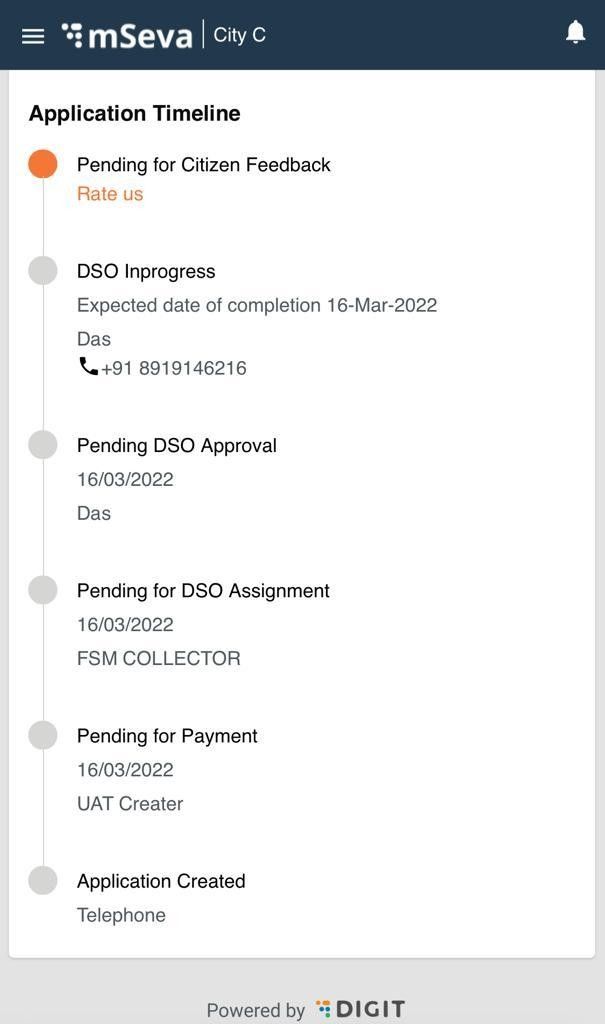 mSeva | City C
Application Timeline
Pending for Citizen Feedback
Rate us
DSO Inprogress
Expected date of completion 16-Mar-2022
Das
+91 8919146216
Pending DSO Approval
16/03/2022
Das
Pending for DSO Assignment
16/03/2022
FSM COLLECTOR
Pending for Payment
16/03/2022
UAT Creater
Application Created
Telephone
Powered by DIGIT